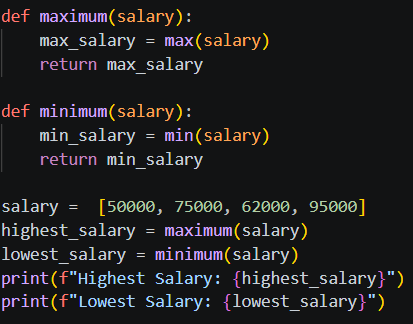 def maximum(salary):
    max_salary = max(salary)
    return max_salary

def minimum(salary):
    min_salary = min(salary)
    return min_salary

salary =  [50000, 75000, 62000, 95000]
highest_salary = maximum(salary)
lowest_salary = minimum(salary)
print(f"Highest Salary: {highest_salary}")
print(f"Lowest Salary: {lowest_salary}")